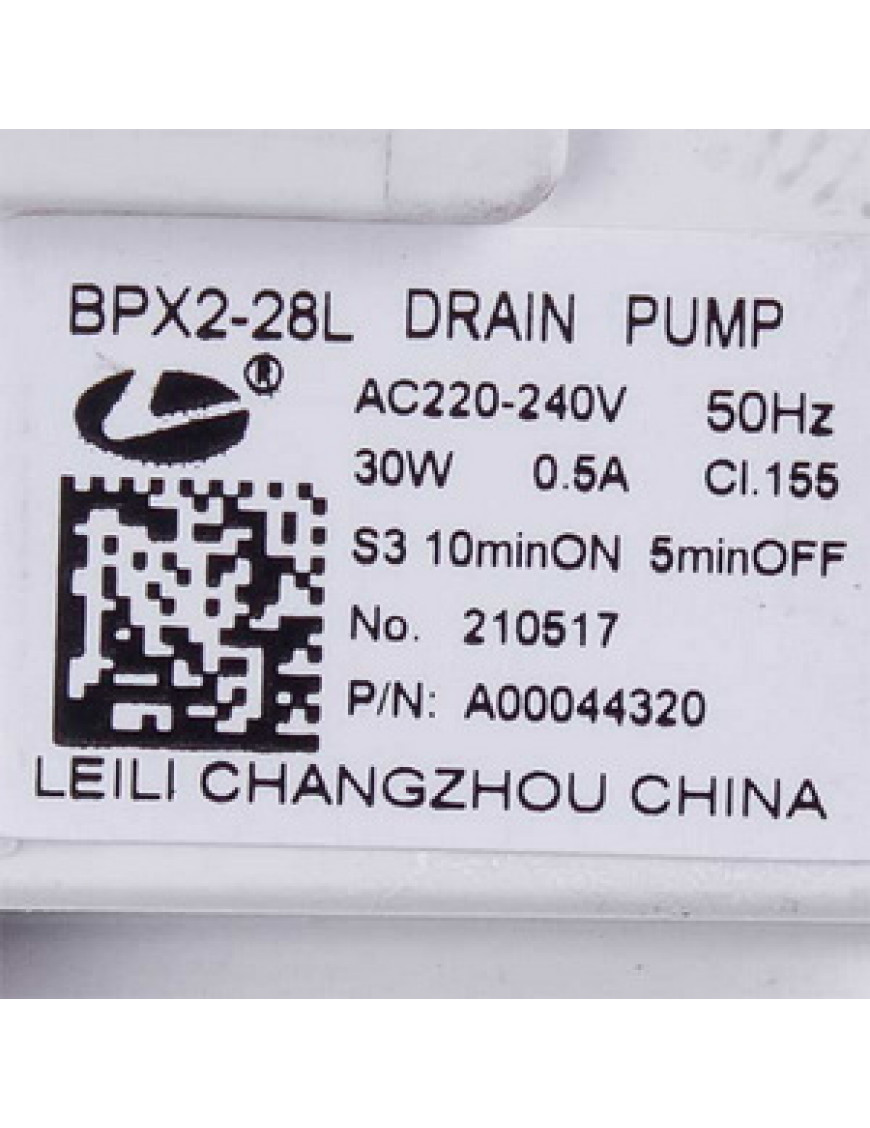 BPX2-28L DRAIN PUMP
®
AC220-240V 50Hz
30W 0.5A Cl.155
S3 10minON 5minOFF
No. 210517
P/N: A00044320
LEILI CHANGZHOU CHINA